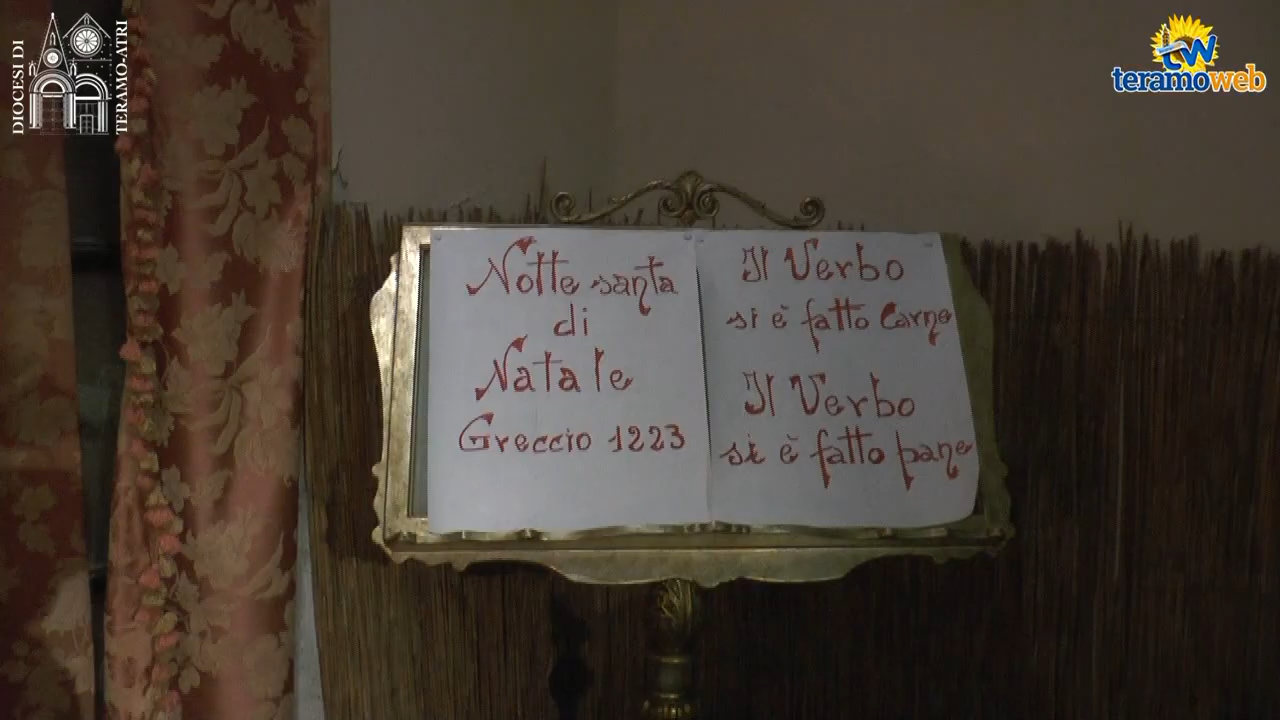 DIOCESI DI
TERAMO-ATRI
tw
teramoweb
Notte santa
di
Natale
Greccio 1223
Il Verbo
si è fatto Carne
Il Verbo
si è fatto pane